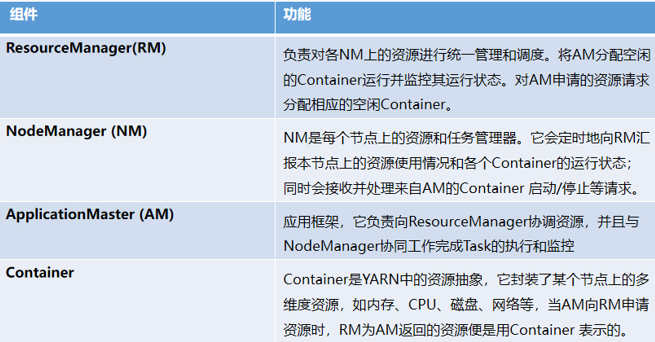 组件
功能
ResourceManager(RM)
负责对各NM上的资源进行统一管理和调度。将AM分配空闲
的Container运行并监控其运行状态。对AM申请的资源请求
分配相应的空闲Container。
NodeManager (NM)
NM是每个节点上的资源和任务管理器。它会定时地向RM汇
报本节点上的资源使用情况和各个Container的运行状态；
同时会接收并处理来自AM的Container 启动/停止等请求。
ApplicationMaster (AM)
应用框架，它负责向ResourceManager协调资源，并且与
NodeManager协同工作完成Task的执行和监控
Container
Container是YARN中的资源抽象，它封装了某个节点上的多
维度资源，如内存、CPU、磁盘、网络等，当AM向RM申请
资源时，RM为AM返回的资源便是用Container 表示的。